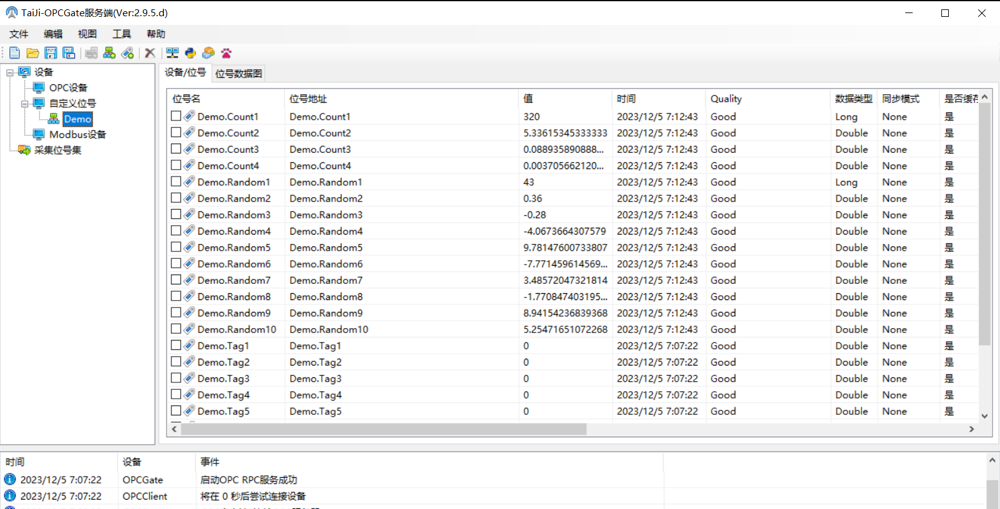 TaiJi-OPCGate服务端(Ver:2.9.5.d)
文件 编辑 视图 工具 帮助
设备
OPC设备
自定义位号
Demo
Modbus设备
采集位号集
设备/位号 位号数据图
位号名 位号地址 值 时间 Quality 数据类型 同步模式 是否缓存
Demo.Count1 Demo.Count1 320 2023/12/5 7:12:43 Good Long None 是
Demo.Count2 Demo.Count2 5.33615345333333 2023/12/5 7:12:43 Good Double None 是
Demo.Count3 Demo.Count3 0.088935890888... 2023/12/5 7:12:43 Good Double None 是
Demo.Count4 Demo.Count4 0.003705662120... 2023/12/5 7:12:43 Good Double None 是
Demo.Random1 Demo.Random1 43 2023/12/5 7:12:43 Good Long None 是
Demo.Random2 Demo.Random2 0.36 2023/12/5 7:12:43 Good Double None 是
Demo.Random3 Demo.Random3 -0.28 2023/12/5 7:12:43 Good Double None 是
Demo.Random4 Demo.Random4 -4.0673664307579 2023/12/5 7:12:43 Good Double None 是
Demo.Random5 Demo.Random5 9.78147600733807 2023/12/5 7:12:43 Good Double None 是
Demo.Random6 Demo.Random6 -7.771459614569... 2023/12/5 7:12:43 Good Double None 是
Demo.Random7 Demo.Random7 3.48572047321814 2023/12/5 7:12:43 Good Double None 是
Demo.Random8 Demo.Random8 -1.770847403195... 2023/12/5 7:12:43 Good Double None 是
Demo.Random9 Demo.Random9 8.94154236839368 2023/12/5 7:12:43 Good Double None 是
Demo.Random10 Demo.Random10 5.25471651072268 2023/12/5 7:12:43 Good Double None 是
Demo.Tag1 Demo.Tag1 0 2023/12/5 7:07:22 Good Double None 是
Demo.Tag2 Demo.Tag2 0 2023/12/5 7:07:22 Good Double None 是
Demo.Tag3 Demo.Tag3 0 2023/12/5 7:07:22 Good Double None 是
Demo.Tag4 Demo.Tag4 0 2023/12/5 7:07:22 Good Double None 是
Demo.Tag5 Demo.Tag5 0 2023/12/5 7:07:22 Good Double None 是
时间 设备 事件
2023/12/5 7:07:22 OPCGate 启动OPC RPC服务成功
2023/12/5 7:07:22 OPCClient 将在 0 秒后尝试连接设备